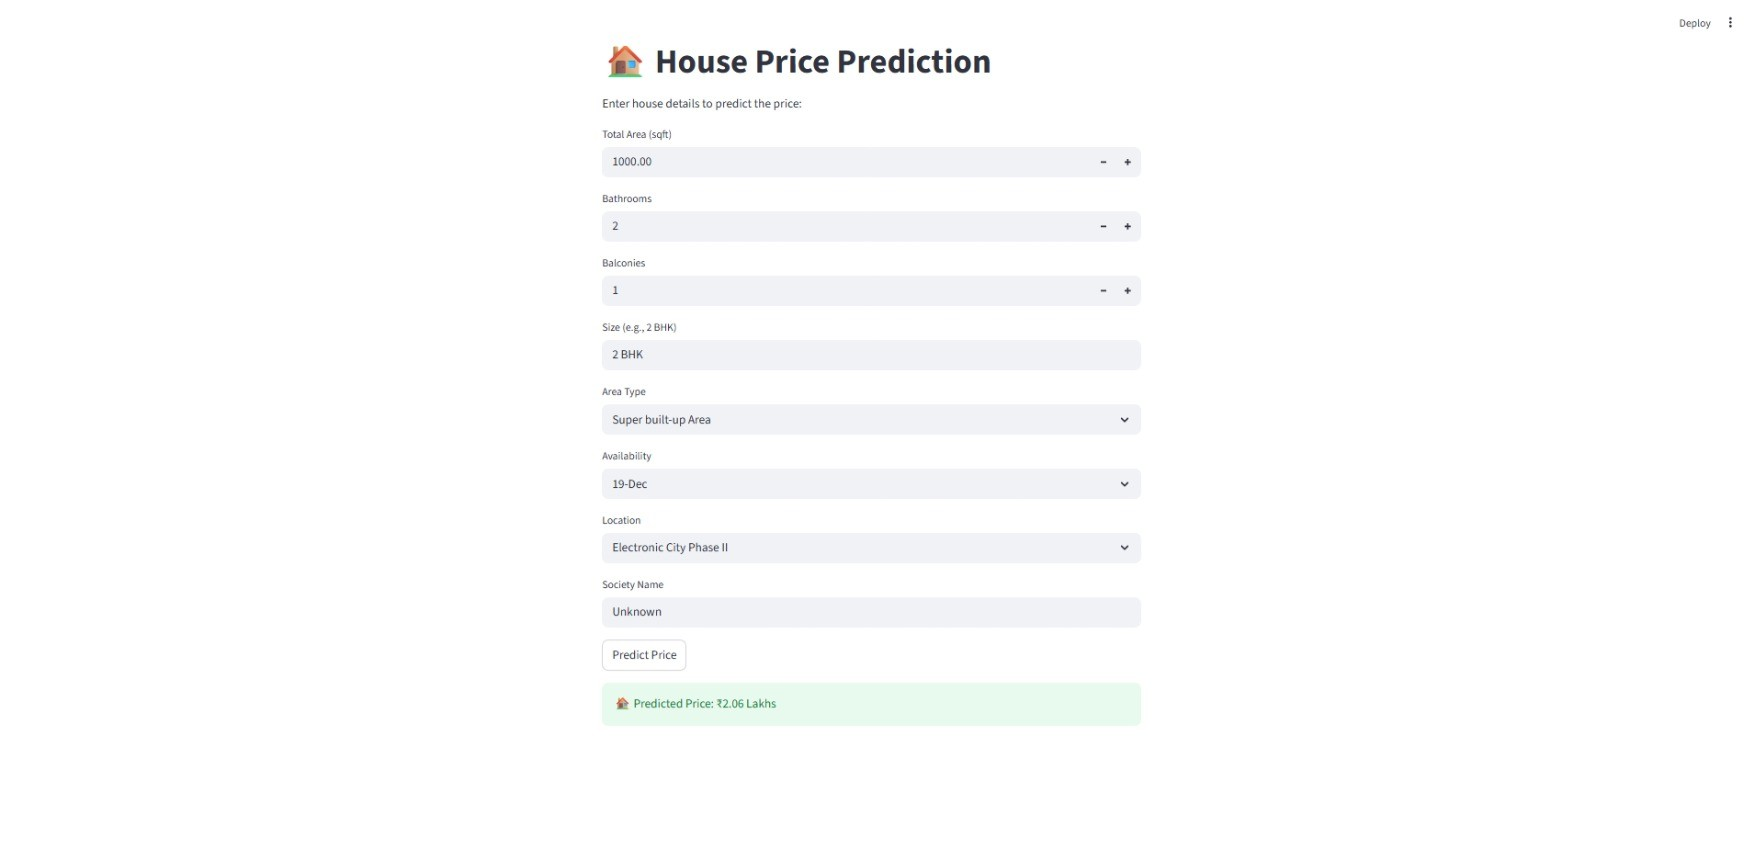 Deploy
House Price Prediction
Enter house details to predict the price:
Total Area (sqft)
1000.00
Bathrooms
2
Balconies
1
Size (e.g., 2 BHK)
2 BHK
Area Type
Super built-up Area
Availability
19-Dec
Location
Electronic City Phase II
Society Name
Unknown
Predict Price
Predicted Price: ₹2.06 Lakhs